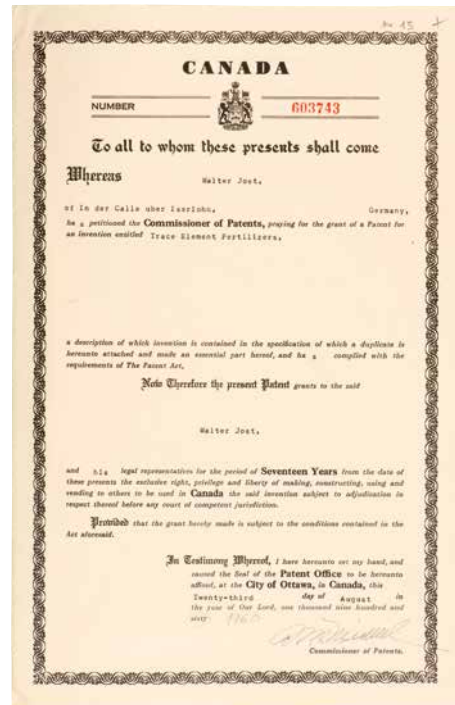 No 15 +
CANADA
NUMBER 603743
To all to whom these presents shall come
Whereas
Walter Jost,
of In der Calle uber Iserlohn, Germany,
ha s petitioned the Commissioner of Patents, praying for the grant of a Patent for
an invention entitled Trace Element Fertilizers,
a description of which invention is contained in the specification of which a duplicate is
hereunto attached and made an essential part hereof, and ha s complied with the
requirements of The Patent Act,
Now Therefore the present Patent grants to the said
Walter Jost,
and his legal representatives for the period of Seventeen Years from the date of
these presents the exclusive right, privilege and liberty of making, constructing, using and
vending to others to be used in Canada the said invention subject to adjudication in
respect thereof before any court of competent jurisdiction.
Provided that the grant hereby made is subject to the conditions contained in the
Act aforesaid.
In Testimony Whereof, I have hereunto set my hand, and
caused the Seal of the Patent Office to be hereunto
affixed, at the City of Ottawa, in Canada, this
Twenty-third day of August in
the year of Our Lord, one thousand nine hundred and
sixty. 1960
Commissioner of Patents.